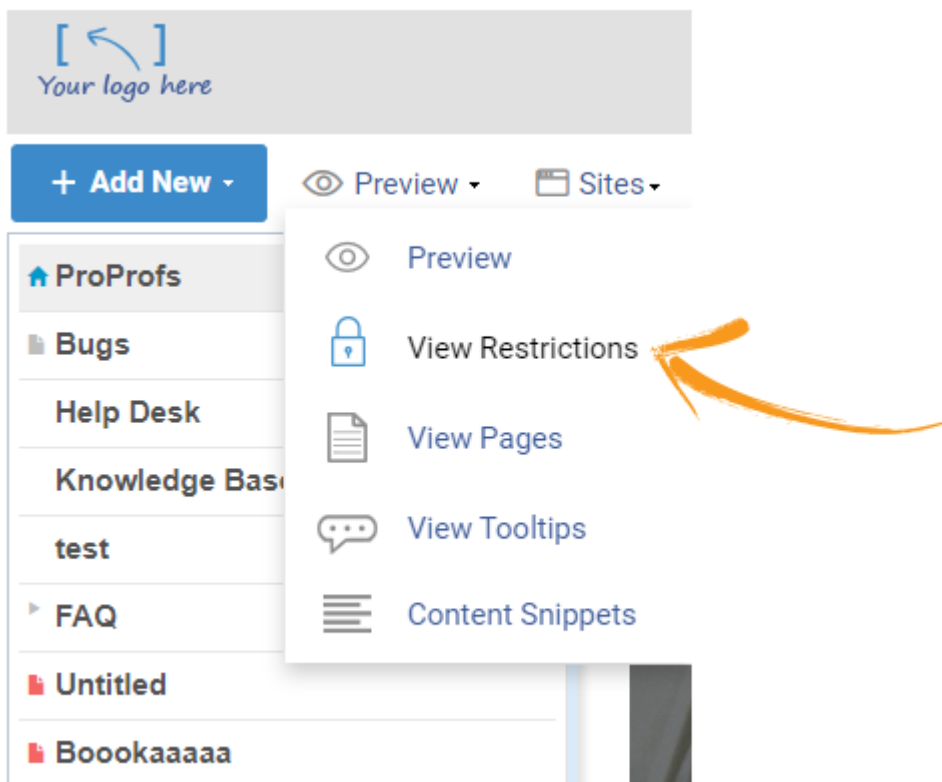 Your logo here
+ Add New
Preview
Sites
Preview
View Restrictions
View Pages
View Tooltips
Content Snippets
ProProfs
Bugs
Help Desk
Knowledge Bas
test
FAQ
Untitled
Boookaaaaa